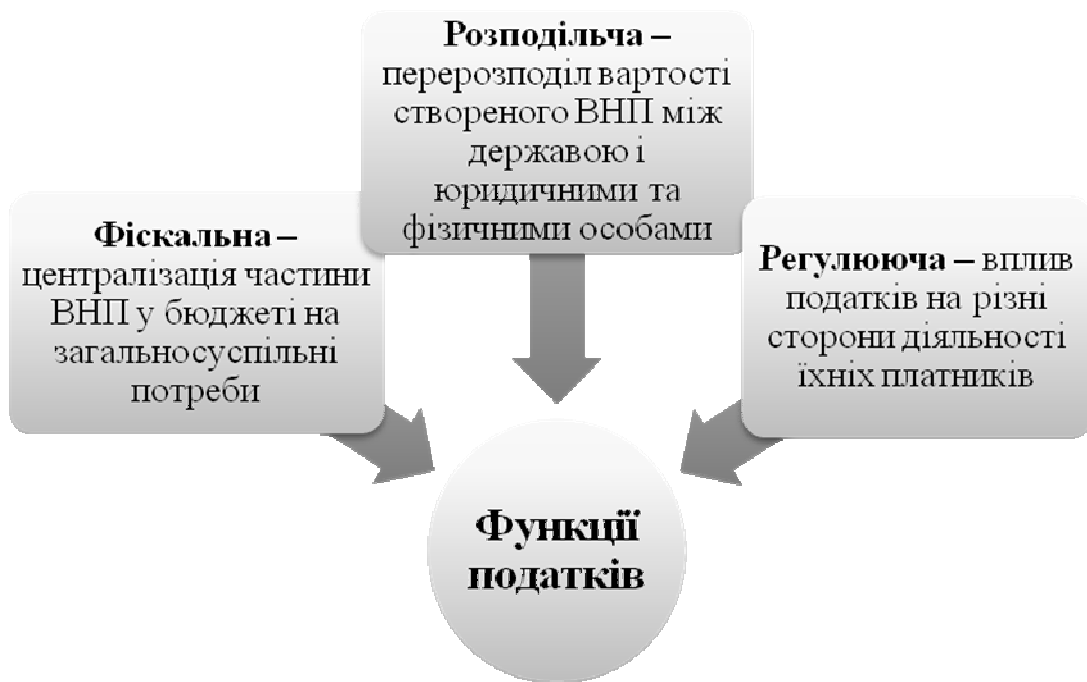 Розподільча –
перерозподіл вартості
створеного ВНП між
державою і
юридичними та
фізичними особами
Фіскальна –
централізація частини
ВНП у бюджеті на
загальносуспільні
потреби
Регулююча – вплив
податків на різні
сторони діяльності
їхніх платників
Функції
податків